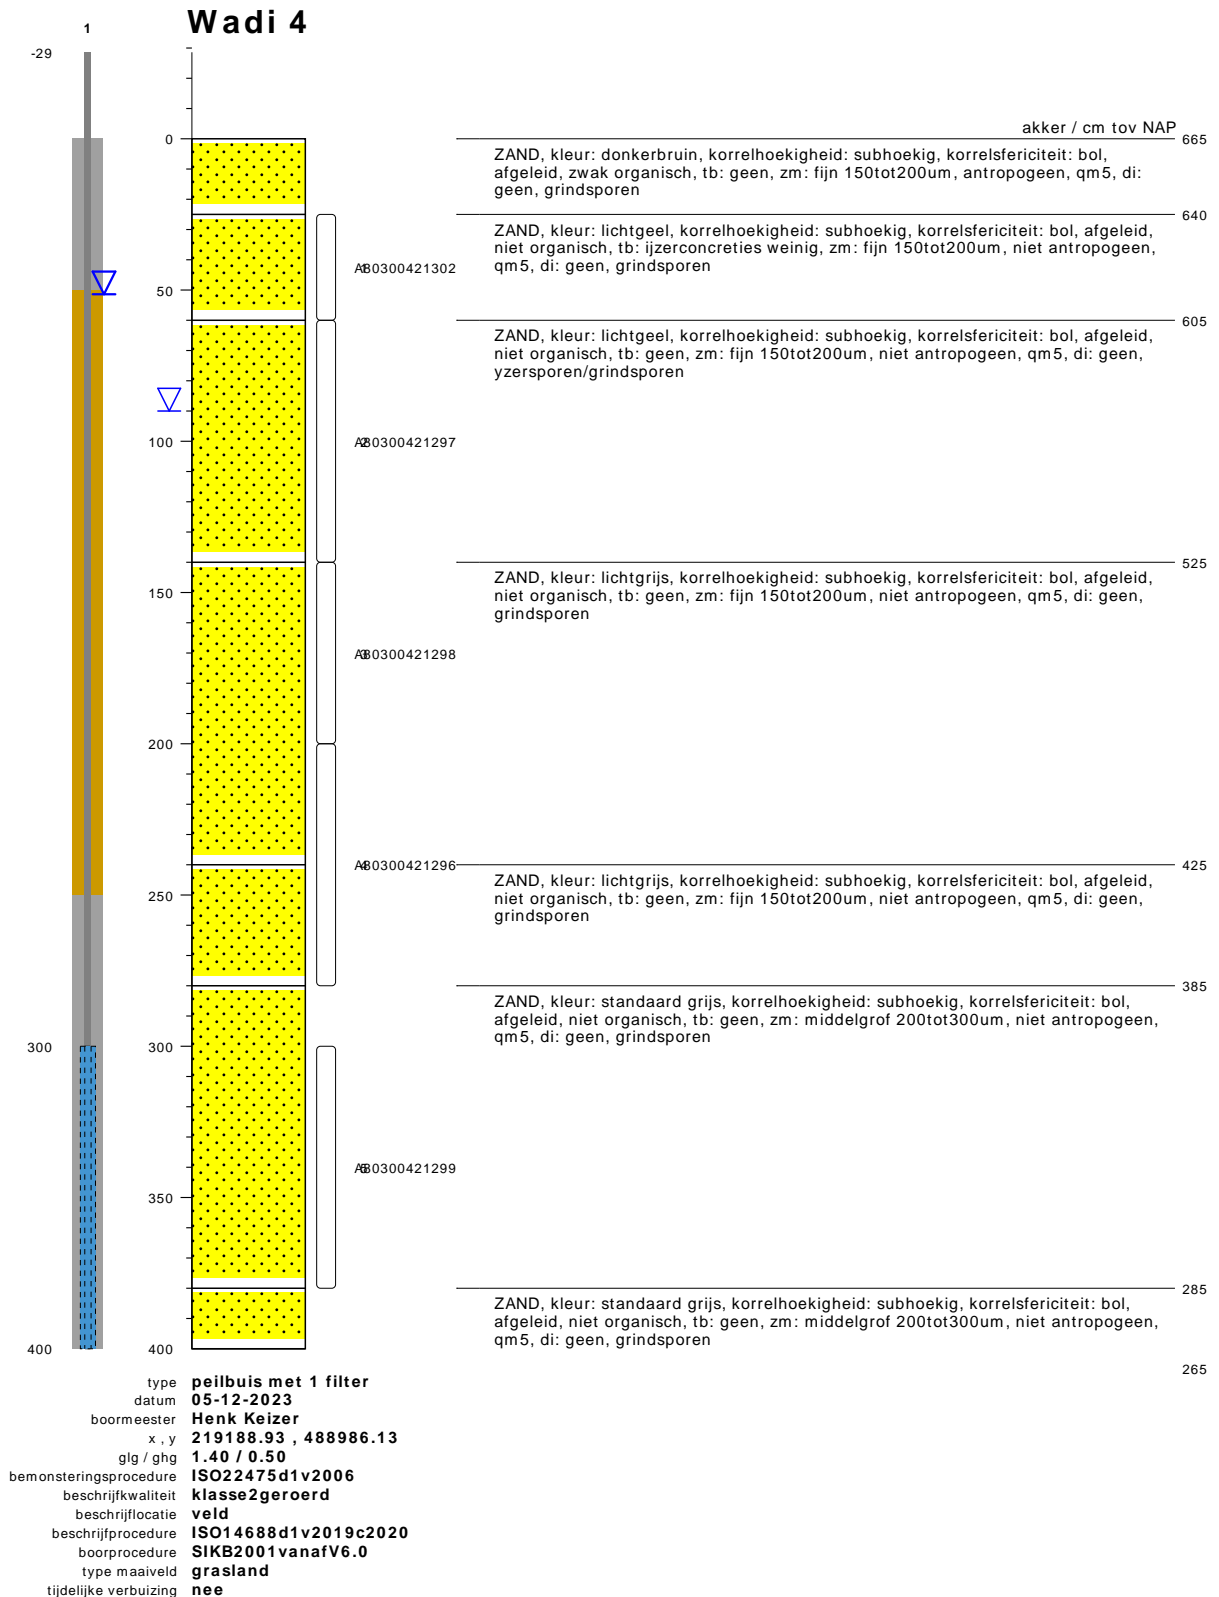 Wadi 4
1
-29
akker / cm tov NAP
0
665
ZAND, kleur: donkerbruin, korrelhoekigheid: subhoekig, korrelsfericiteit: bol,
afgeleid, zwak organisch, tb: geen, zm: fijn 150tot200um, antropogeen, qm5, di:
geen, grindsporen
640
ZAND, kleur: lichtgeel, korrelhoekigheid: subhoekig, korrelsfericiteit: bol, afgeleid,
niet organisch, tb: ijzerconcreties weinig, zm: fijn 150tot200um, niet antropogeen,
qm5, di: geen, grindsporen
0300421302
50
605
ZAND, kleur: lichtgeel, korrelhoekigheid: subhoekig, korrelsfericiteit: bol, afgeleid,
niet organisch, tb: geen, zm: fijn 150tot200um, niet antropogeen, qm5, di: geen,
yzersporen/grindsporen
100
0300421297
525
ZAND, kleur: lichtgrijs, korrelhoekigheid: subhoekig, korrelsfericiteit: bol, afgeleid,
niet organisch, tb: geen, zm: fijn 150tot200um, niet antropogeen, qm5, di: geen,
grindsporen
150
0300421298
200
0300421296
425
ZAND, kleur: lichtgrijs, korrelhoekigheid: subhoekig, korrelsfericiteit: bol, afgeleid,
niet organisch, tb: geen, zm: fijn 150tot200um, niet antropogeen, qm5, di: geen,
grindsporen
250
385
ZAND, kleur: standaard grijs, korrelhoekigheid: subhoekig, korrelsfericiteit: bol,
afgeleid, niet organisch, tb: geen, zm: middelgrof 200tot300um, niet antropogeen,
qm5, di: geen, grindsporen
300
300
0300421299
350
285
ZAND, kleur: standaard grijs, korrelhoekigheid: subhoekig, korrelsfericiteit: bol,
afgeleid, niet organisch, tb: geen, zm: middelgrof 200tot300um, niet antropogeen,
qm5, di: geen, grindsporen
400
400
265
type peilbuis met 1 filter
datum 05-12-2023
boormeester Henk Keizer
x , y 219188.93 , 488986.13
glg / ghg 1.40 / 0.50
bemonsteringsprocedure ISO22475d1v2006
beschrijfkwaliteit klasse2geroerd
beschrijflocatie veld
beschrijfprocedure ISO14688d1v2019c2020
boorprocedure SIKB2001vanafV6.0
type maaiveld grasland
tijdelijke verbuizing nee